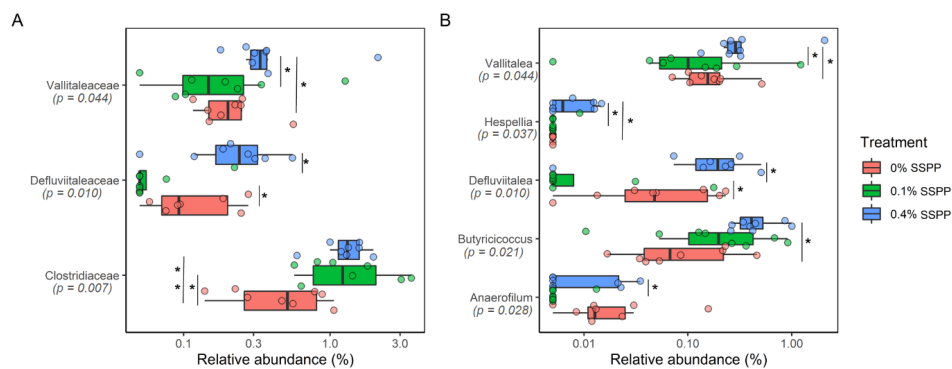 A
Vallitaleaceae
(p = 0.044)
*
*
Defluviitaleaceae
(p = 0.010)
*
*
Clostridiaceae
(p = 0.007)
*
*
*
0.1
0.3
1.0
3.0
Relative abundance (%)
B
Vallitalea
(p = 0.044)
*
*
Hespellia
(p = 0.037)
*
*
Defluviitalea
(p = 0.010)
*
*
Butyricicoccus
(p = 0.021)
*
Anaerofilum
(p = 0.028)
*
0.01
0.10
1.00
Relative abundance (%)
Treatment
0% SSPP
0.1% SSPP
0.4% SSPP